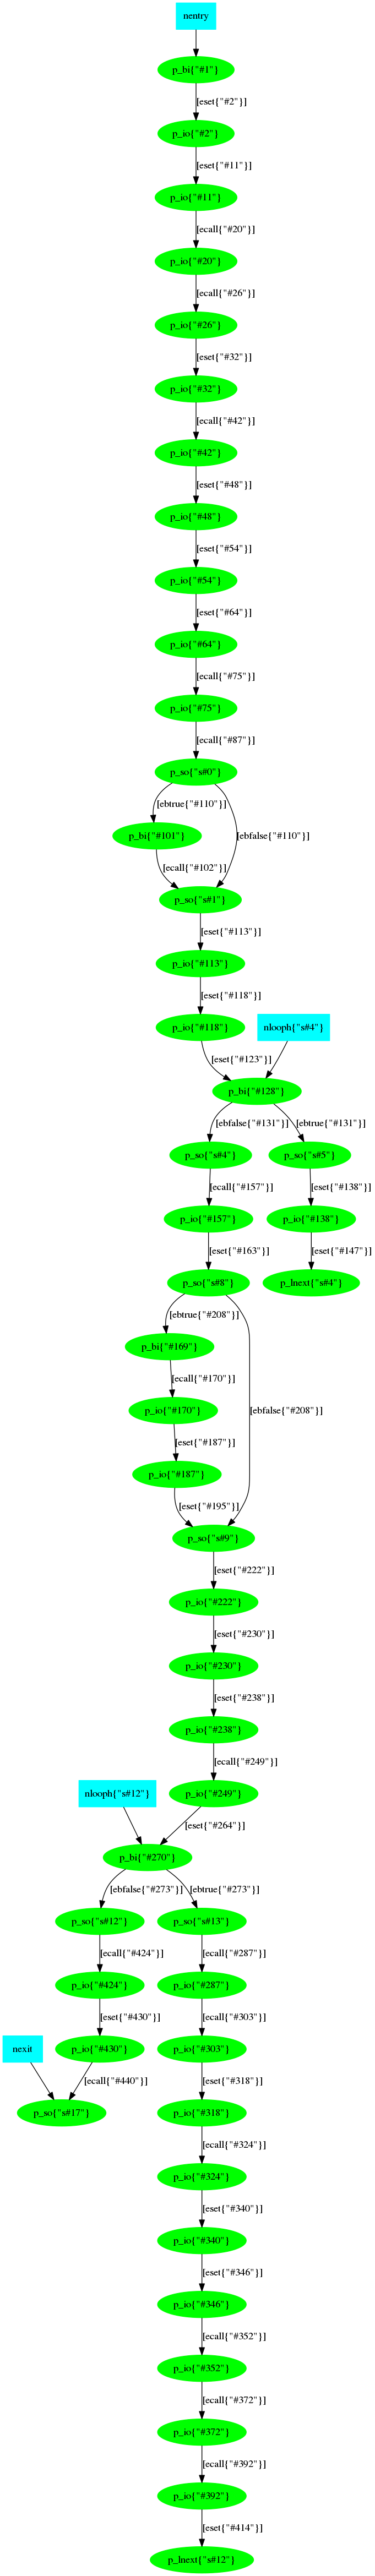 nentry
p_bi{"#1"}
[eset{"#2"}]
p_io{"#2"}
[eset{"#11"}]
p_io{"#11"}
[ecall{"#20"}]
p_io{"#20"}
[ecall{"#26"}]
p_io{"#26"}
[eset{"#32"}]
p_io{"#32"}
[ecall{"#42"}]
p_io{"#42"}
[eset{"#48"}]
p_io{"#48"}
[eset{"#54"}]
p_io{"#54"}
[eset{"#64"}]
p_io{"#64"}
[ecall{"#75"}]
p_io{"#75"}
[ecall{"#87"}]
p_so{"s#0"}
[ebtrue{"#110"}]
p_bi{"#101"}
[ebfalse{"#110"}]
[ecall{"#102"}]
p_so{"s#1"}
[eset{"#113"}]
p_io{"#113"}
[eset{"#118"}]
p_io{"#118"}
nlooph{"s#4"}
[eset{"#123"}]
p_bi{"#128"}
[ebfalse{"#131"}]
[ebtrue{"#131"}]
p_so{"s#4"}
p_so{"s#5"}
[ecall{"#157"}]
[eset{"#138"}]
p_io{"#157"}
p_io{"#138"}
[eset{"#163"}]
[eset{"#147"}]
p_so{"s#8"}
p_lnext{"s#4"}
[ebtrue{"#208"}]
p_bi{"#169"}
[ecall{"#170"}]
p_io{"#170"}
[ebfalse{"#208"}]
[eset{"#187"}]
p_io{"#187"}
[eset{"#195"}]
p_so{"s#9"}
[eset{"#222"}]
p_io{"#222"}
[eset{"#230"}]
p_io{"#230"}
[eset{"#238"}]
p_io{"#238"}
[ecall{"#249"}]
nlooph{"s#12"}
p_io{"#249"}
[eset{"#264"}]
p_bi{"#270"}
[ebfalse{"#273"}]
[ebtrue{"#273"}]
p_so{"s#12"}
p_so{"s#13"}
[ecall{"#424"}]
[ecall{"#287"}]
p_io{"#424"}
p_io{"#287"}
[eset{"#430"}]
[ecall{"#303"}]
nexit
p_io{"#430"}
p_io{"#303"}
[ecall{"#440"}]
[eset{"#318"}]
p_so{"s#17"}
p_io{"#318"}
[ecall{"#324"}]
p_io{"#324"}
[eset{"#340"}]
p_io{"#340"}
[eset{"#346"}]
p_io{"#346"}
[ecall{"#352"}]
p_io{"#352"}
[ecall{"#372"}]
p_io{"#372"}
[ecall{"#392"}]
p_io{"#392"}
[eset{"#414"}]
p_lnext{"s#12"}